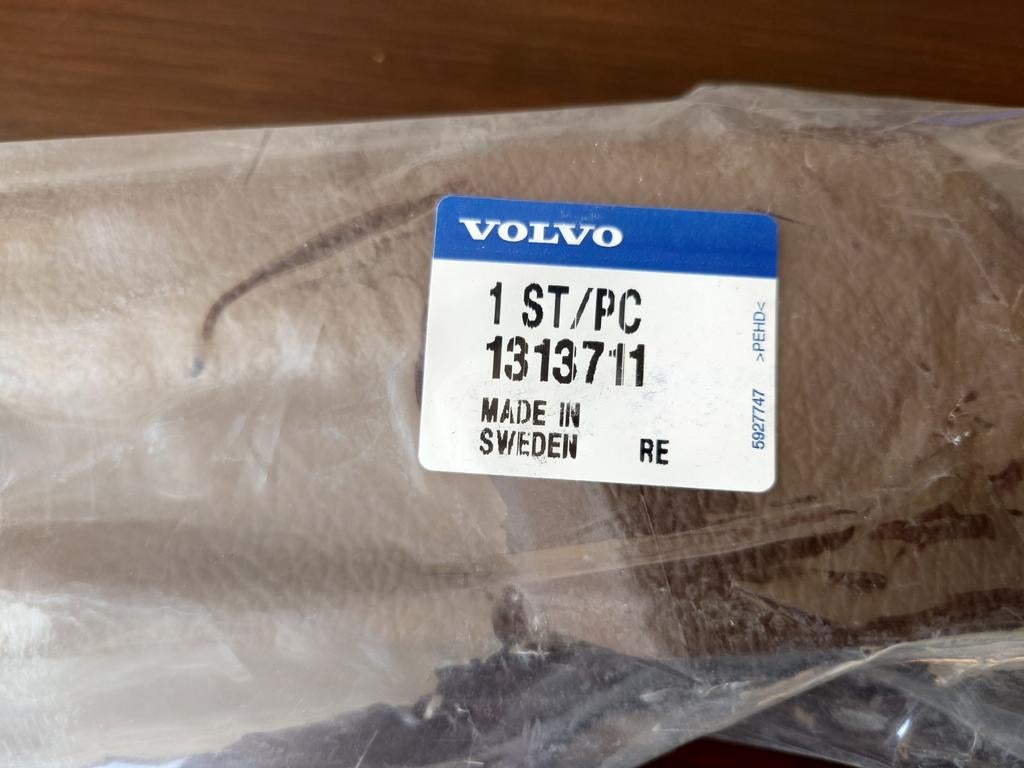 VOLVO
1 ST/PC
1313711
MADE IN
SWEDEN RE
5927747 >PEHD<